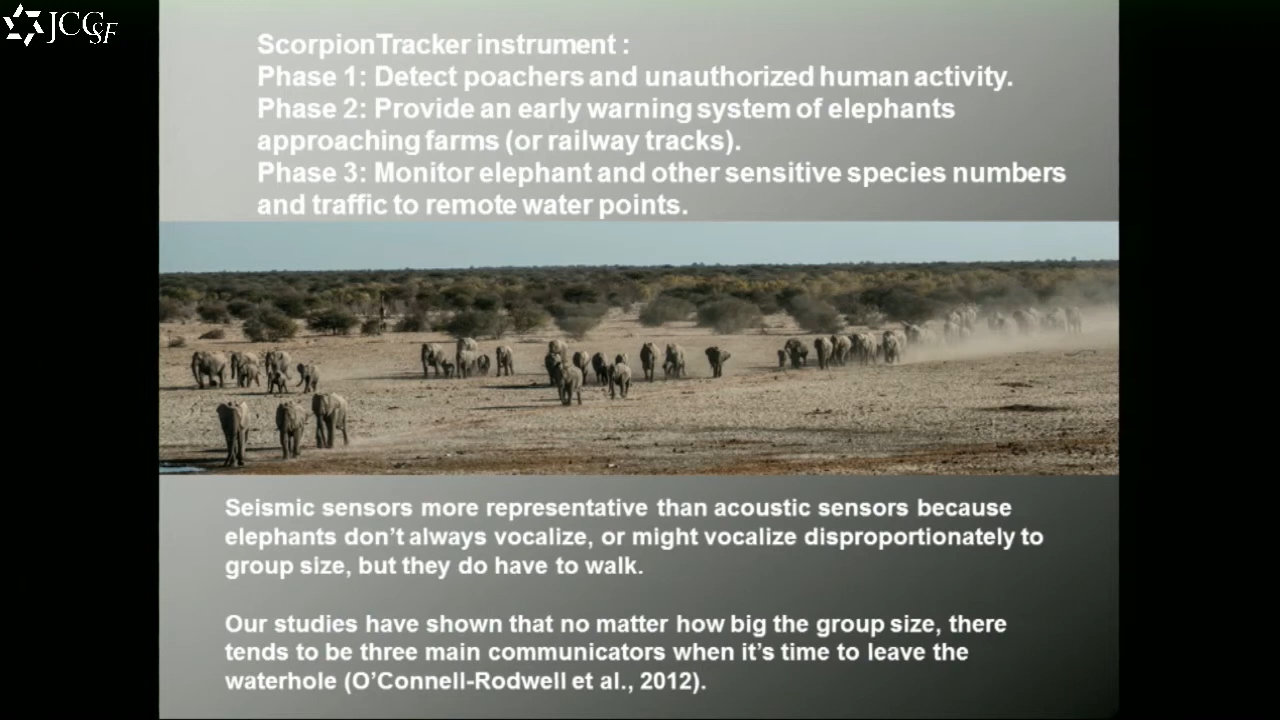 JCCSF
ScorpionTracker instrument :
Phase 1: Detect poachers and unauthorized human activity.
Phase 2: Provide an early warning system of elephants
approaching farms (or railway tracks).
Phase 3: Monitor elephant and other sensitive species numbers
and traffic to remote water points.
Seismic sensors more representative than acoustic sensors because
elephants don't always vocalize, or might vocalize disproportionately to
group size, but they do have to walk.
Our studies have shown that no matter how big the group size, there
tends to be three main communicators when it's time to leave the
waterhole (O'Connell-Rodwell et al., 2012).